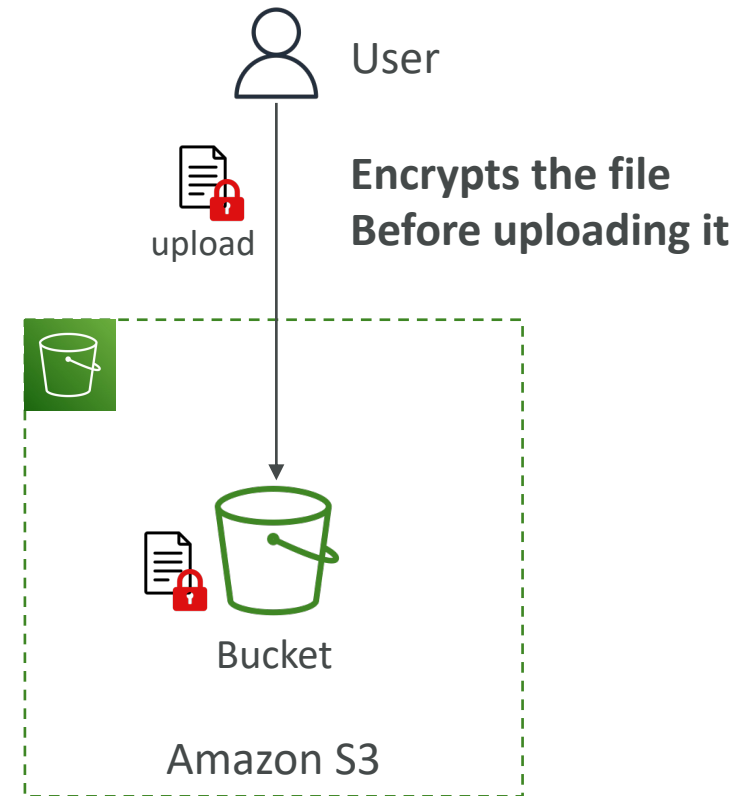 User
Encrypts the file
Before uploading it
upload
Bucket
Amazon S3